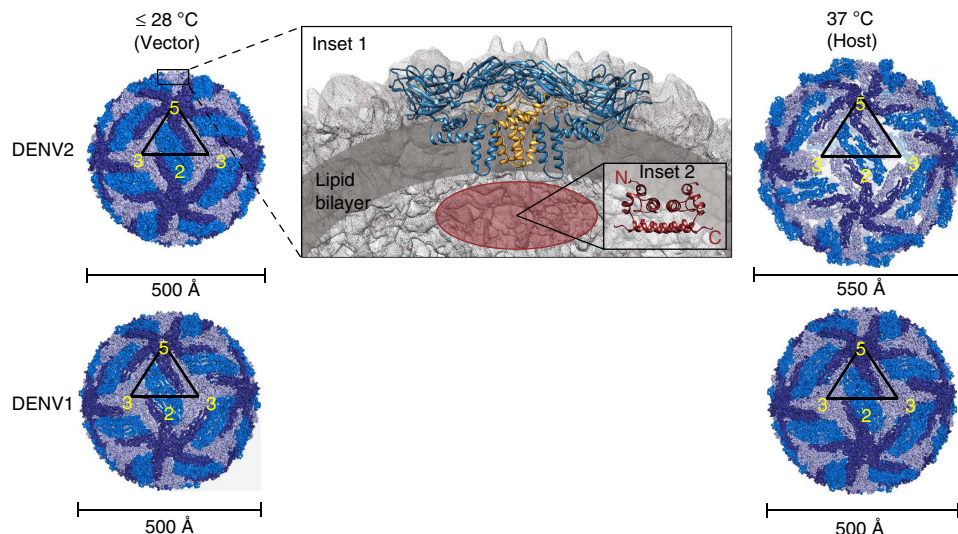 ≤ 28 °C
(Vector)
37 °C
(Host)
Inset 1
DENV2
5
3
3
2
Lipid
bilayer
N
Inset 2
C
5
3
3
2
500 Å
550 Å
DENV1
5
3
3
2
5
3
3
2
500 Å
500 Å